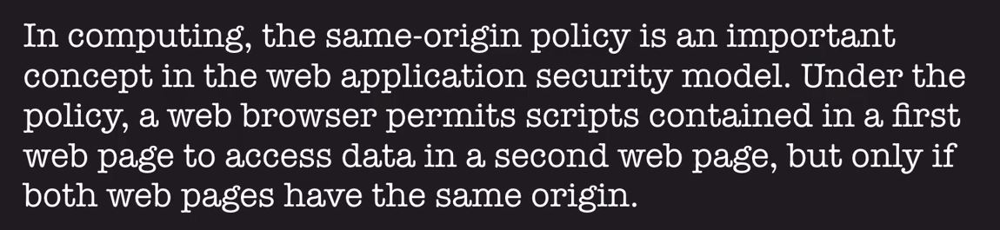 In computing, the same-origin policy is an important
concept in the web application security model. Under the
policy, a web browser permits scripts contained in a first
web page to access data in a second web page, but only if
both web pages have the same origin.